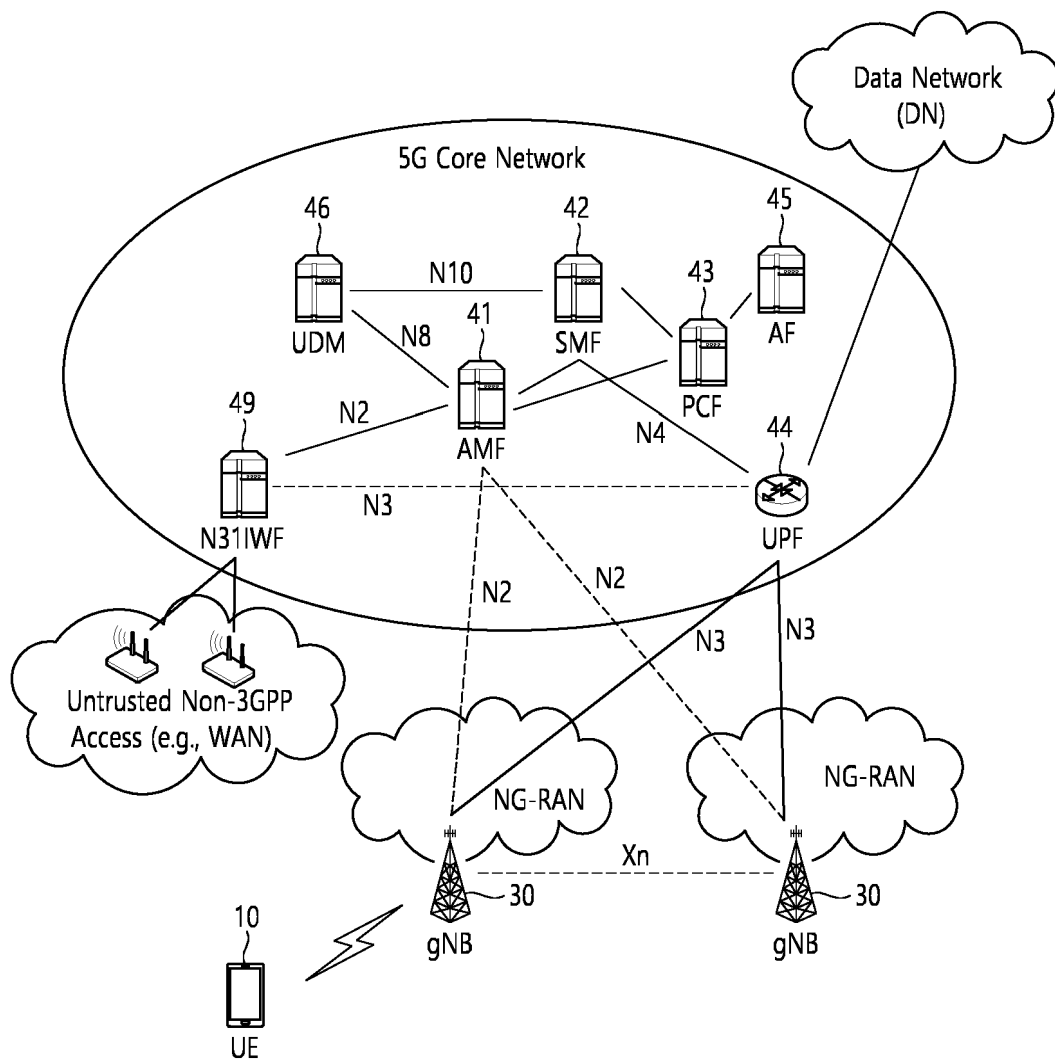 Data Network
(DN)
5G Core Network
46
42
45
43
N10
41
UDM
N8
SMF
AF
PCF
49
N2
AMF
N4
44
N3
N31IWF
UPF
N2
N2
N3
N3
Untrusted Non-3GPP
Access (e.g., WAN)
NG-RAN
NG-RAN
Xn
30
30
gNB
gNB
10
UE